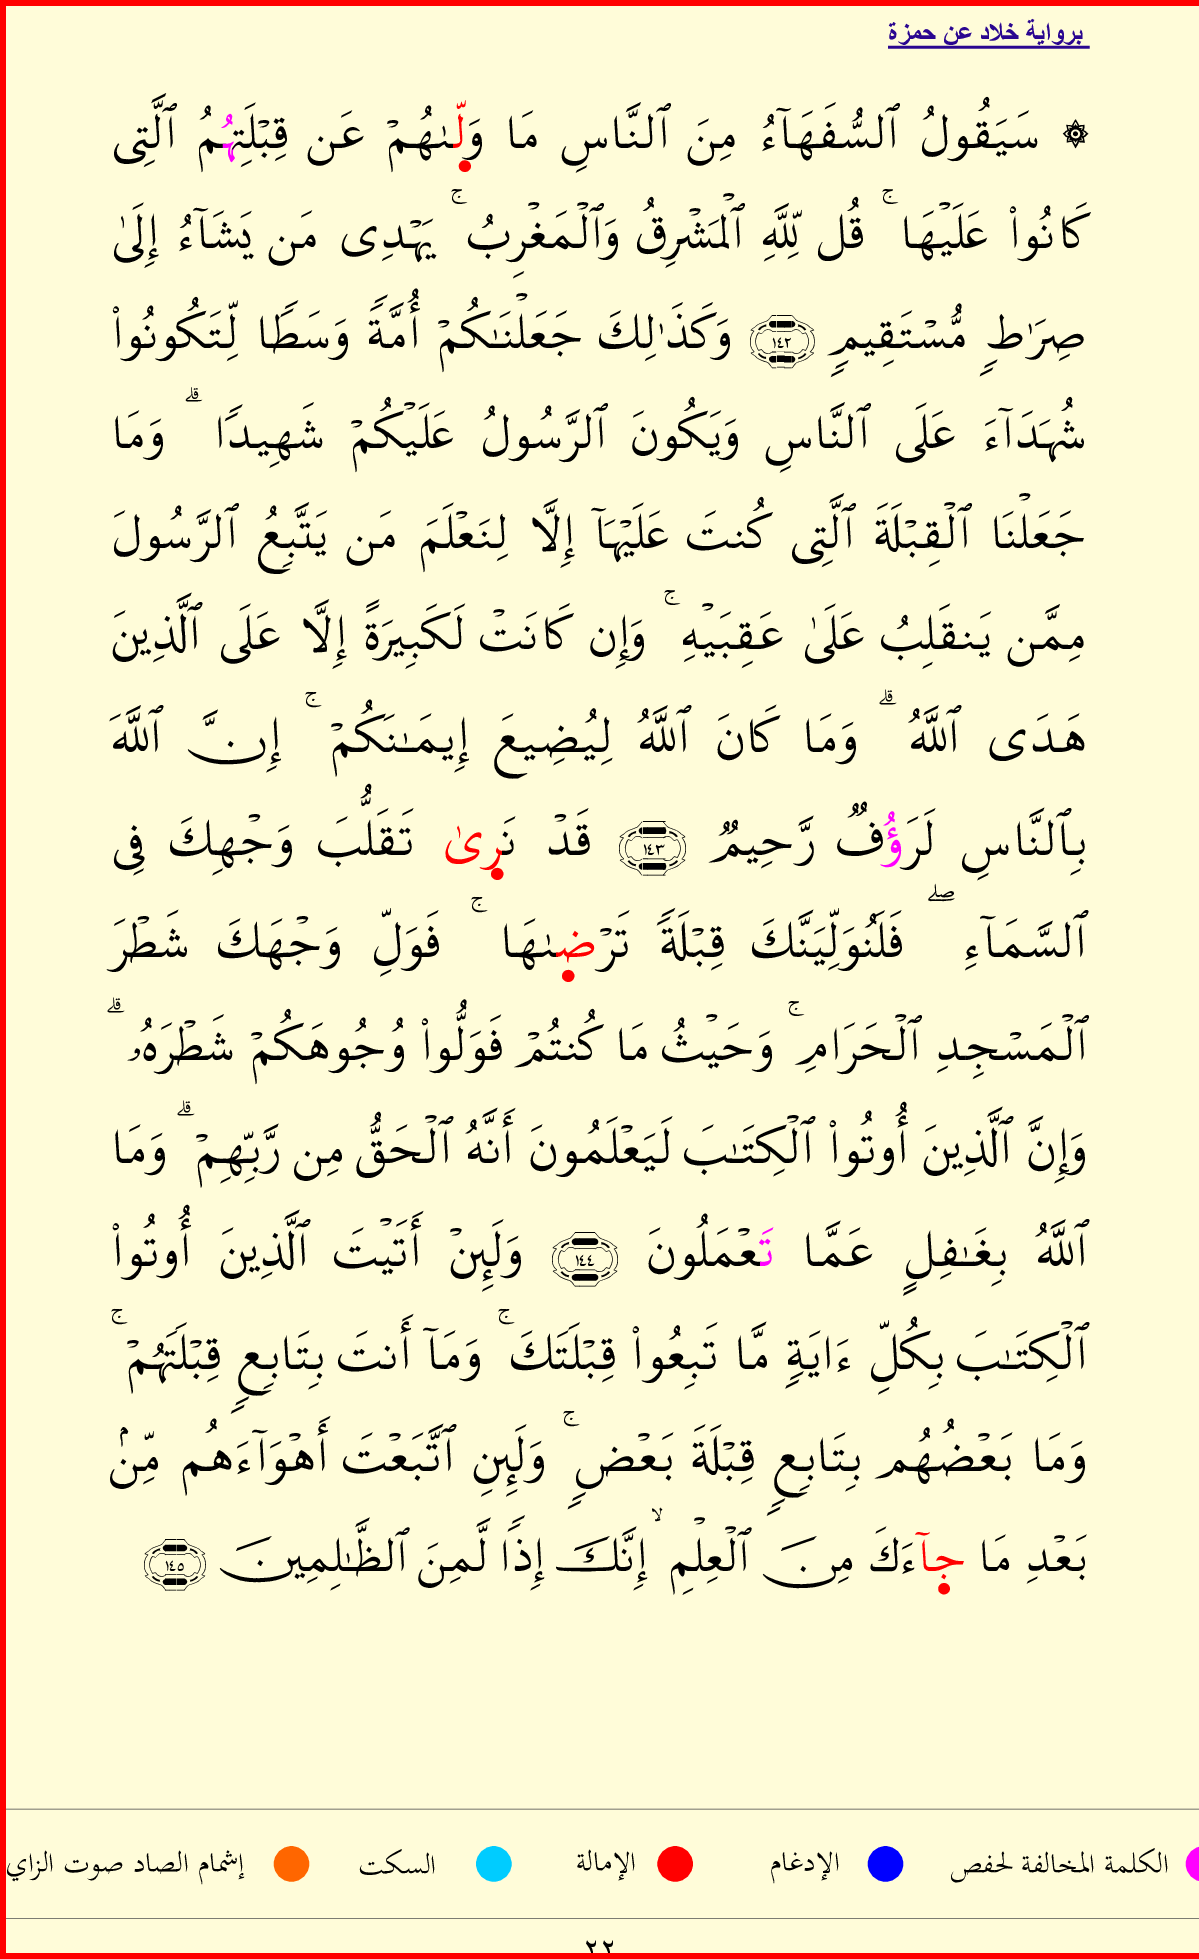 برواية خلاد عن حمزة
۞ سَيَقُولُ ٱلسُّفَهَآءُ مِنَ ٱلنَّاسِ مَا وَلّىٰهُمْ عَن قِبْلَتِهُمُ ٱلَّتِى
كَانُوا۟ عَلَيْهَا ۚ قُل لِّلَّهِ ٱلْمَشْرِقُ وَٱلْمَغْرِبُ ۚ يَهْدِى مَن يَشَآءُ إِلَىٰ
صِرَٰطٍ مُّسْتَقِيمٍ ١٤٢ وَكَذَٰلِكَ جَعَلْنَٰكُمْ أُمَّةً وَسَطًا لِّتَكُونُوا۟
شُهَدَآءَ عَلَى ٱلنَّاسِ وَيَكُونَ ٱلرَّسُولُ عَلَيْكُمْ شَهِيدًا ۗ وَمَا
جَعَلْنَا ٱلْقِبْلَةَ ٱلَّتِى كُنتَ عَلَيْهَآ إِلَّا لِنَعْلَمَ مَن يَتَّبِعُ ٱلرَّسُولَ
مِمَّن يَنقَلِبُ عَلَىٰ عَقِبَيْهِ ۚ وَإِن كَانَتْ لَكَبِيرَةً إِلَّا عَلَى ٱلَّذِينَ
هَدَى ٱللَّهُ ۗ وَمَا كَانَ ٱللَّهُ لِيُضِيعَ إِيمَٰنَكُمْ ۚ إِنَّ ٱللَّهَ
بِٱلنَّاسِ لَرَؤُفٌ رَّحِيمٌ ١٤٣ قَدْ نَرىٰ تَقَلُّبَ وَجْهِكَ فِى
ٱلسَّمَآءِ ۖ فَلَنُوَلِّيَنَّكَ قِبْلَةً تَرْضىٰهَا ۚ فَوَلِّ وَجْهَكَ شَطْرَ
ٱلْمَسْجِدِ ٱلْحَرَامِ ۚ وَحَيْثُ مَا كُنتُمْ فَوَلُّوا۟ وُجُوهَكُمْ شَطْرَهُۥ ۗ
وَإِنَّ ٱلَّذِينَ أُوتُوا۟ ٱلْكِتَٰبَ لَيَعْلَمُونَ أَنَّهُ ٱلْحَقُّ مِن رَّبِّهِمْ ۗ وَمَا
ٱللَّهُ بِغَٰفِلٍ عَمَّا تَعْمَلُونَ ١٤٤ وَلَئِنْ أَتَيْتَ ٱلَّذِينَ أُوتُوا۟
ٱلْكِتَٰبَ بِكُلِّ ءَايَةٍ مَّا تَبِعُوا۟ قِبْلَتَكَ ۚ وَمَآ أَنتَ بِتَابِعٍ قِبْلَتَهُمْ ۚ
وَمَا بَعْضُهُم بِتَابِعٍ قِبْلَةَ بَعْضٍ ۚ وَلَئِنِ ٱتَّبَعْتَ أَهْوَآءَهُم مِّنۢ
بَعْدِ مَا جآءَكَ مِنَ ٱلْعِلْمِ ۙ إِنَّكَ إِذًا لَّمِنَ ٱلظَّٰلِمِينَ ١٤٥
الكلمة المخالفة لحفص الإدغام الإمالة السكت إشمام الصاد صوت الزاي
٢٢